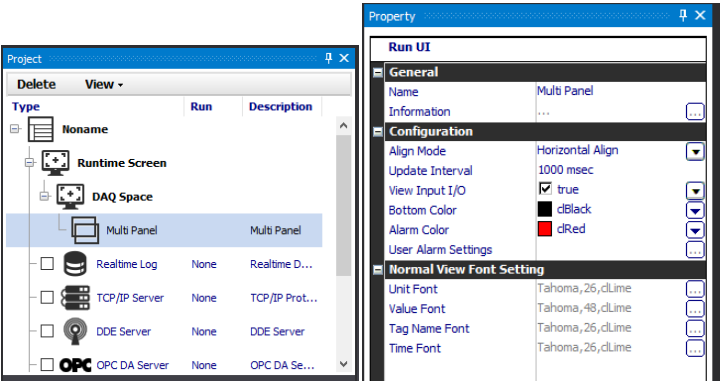 Project
Delete View
Type Run Description
Noname
Runtime Screen
DAQ Space
Multi Panel Multi Panel
Realtime Log None Realtime D...
TCP/IP Server None TCP/IP Prot...
DDE Server None DDE Server
OPC OPC DA Server None OPC DA Se...
Property
Run UI
General
Name Multi Panel
Information ... ...
Configuration
Align Mode Horizontal Align
Update Interval 1000 msec
View Input I/O true
Bottom Color clBlack
Alarm Color clRed
User Alarm Settings ...
Normal View Font Setting
Unit Font Tahoma,26,clLime ...
Value Font Tahoma,48,clLime ...
Tag Name Font Tahoma,26,clLime ...
Time Font Tahoma,26,clLime ...